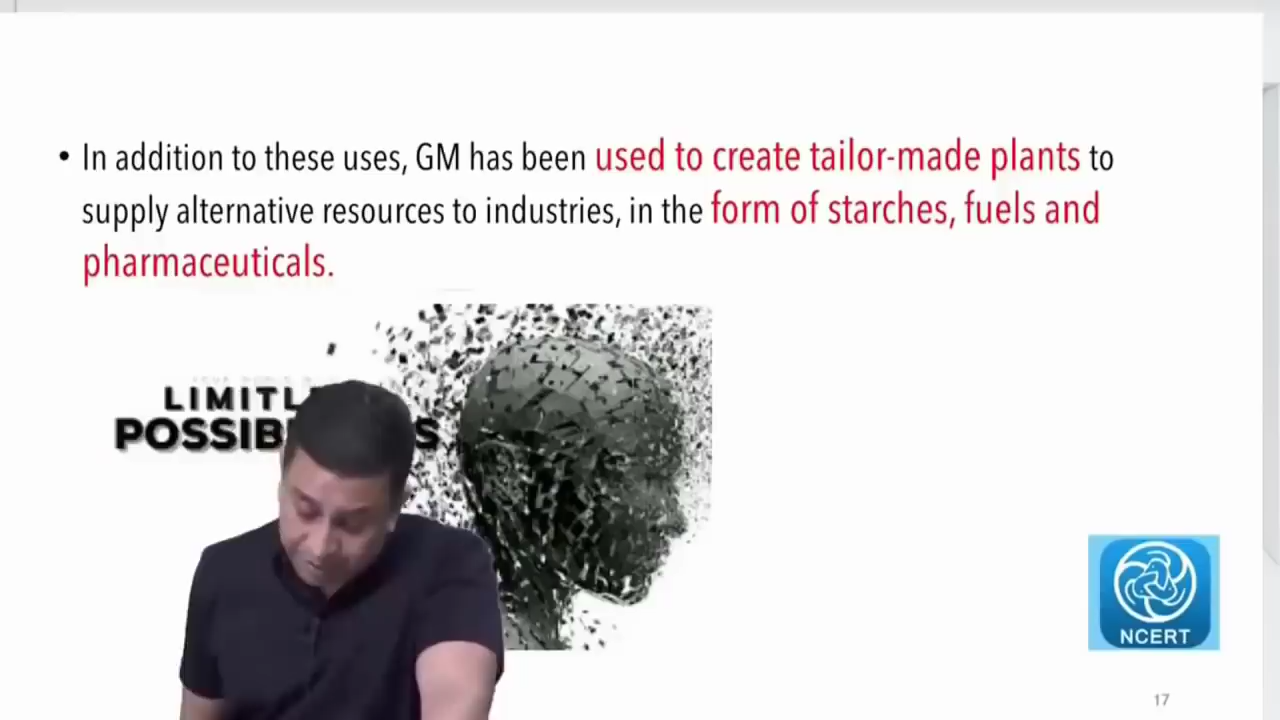 • In addition to these uses, GM has been used to create tailor-made plants to
supply alternative resources to industries, in the form of starches, fuels and
pharmaceuticals.
NCERT
17